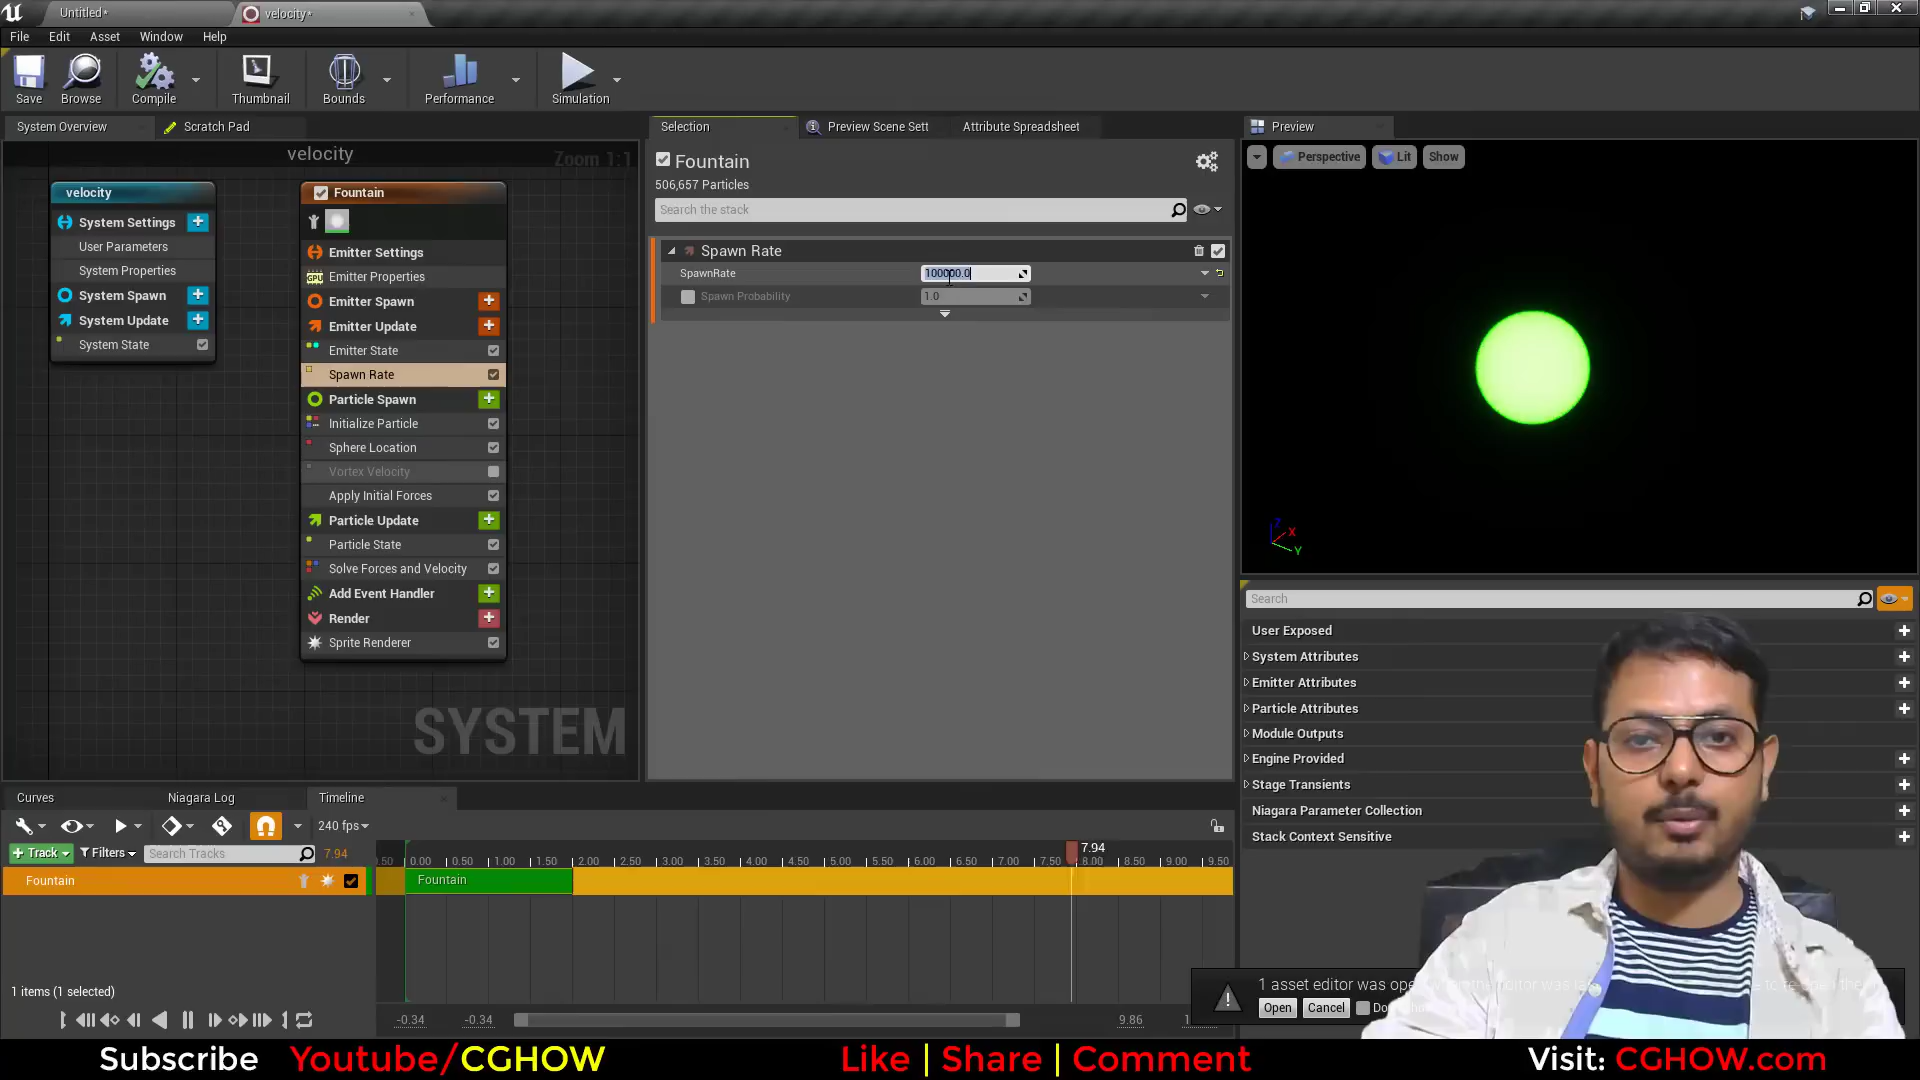 Untitled*
velocity*
File Edit Asset Window Help
Save Browse Compile Thumbnail Bounds Performance Simulation
System Overview Scratch Pad
velocity Zoom 1:1
velocity
System Settings
User Parameters
System Properties
System Spawn
System Update
System State
Fountain
Emitter Settings
GPU Emitter Properties
Emitter Spawn
Emitter Update
Emitter State
Spawn Rate
Particle Spawn
Initialize Particle
Sphere Location
Vortex Velocity
Apply Initial Forces
Particle Update
Particle State
Solve Forces and Velocity
Add Event Handler
Render
Sprite Renderer
SYSTEM
Selection Preview Scene Sett Attribute Spreadsheet
Fountain
506,657 Particles
Search the stack
Spawn Rate
SpawnRate 100000.0
Spawn Probability 1.0
Preview
Perspective Lit Show
Z X Y
Search
User Exposed
System Attributes
Emitter Attributes
Particle Attributes
Module Outputs
Engine Provided
Stage Transients
Niagara Parameter Collection
Stack Context Sensitive
Curves Niagara Log Timeline
240 fps
Track Filters Search Tracks 7.94
.50 0.00 0.50 1.00 1.50 2.00 2.50 3.00 3.50 4.00 4.50 5.00 5.50 6.00 6.50 7.00 7.50 8.00 8.50 9.00 9.50
7.94
Fountain
Fountain
1 items (1 selected)
-0.34 -0.34 9.86
1 asset editor was
Open Cancel
Subscribe Youtube/CGHOW Like | Share | Comment Visit: CGHOW.com